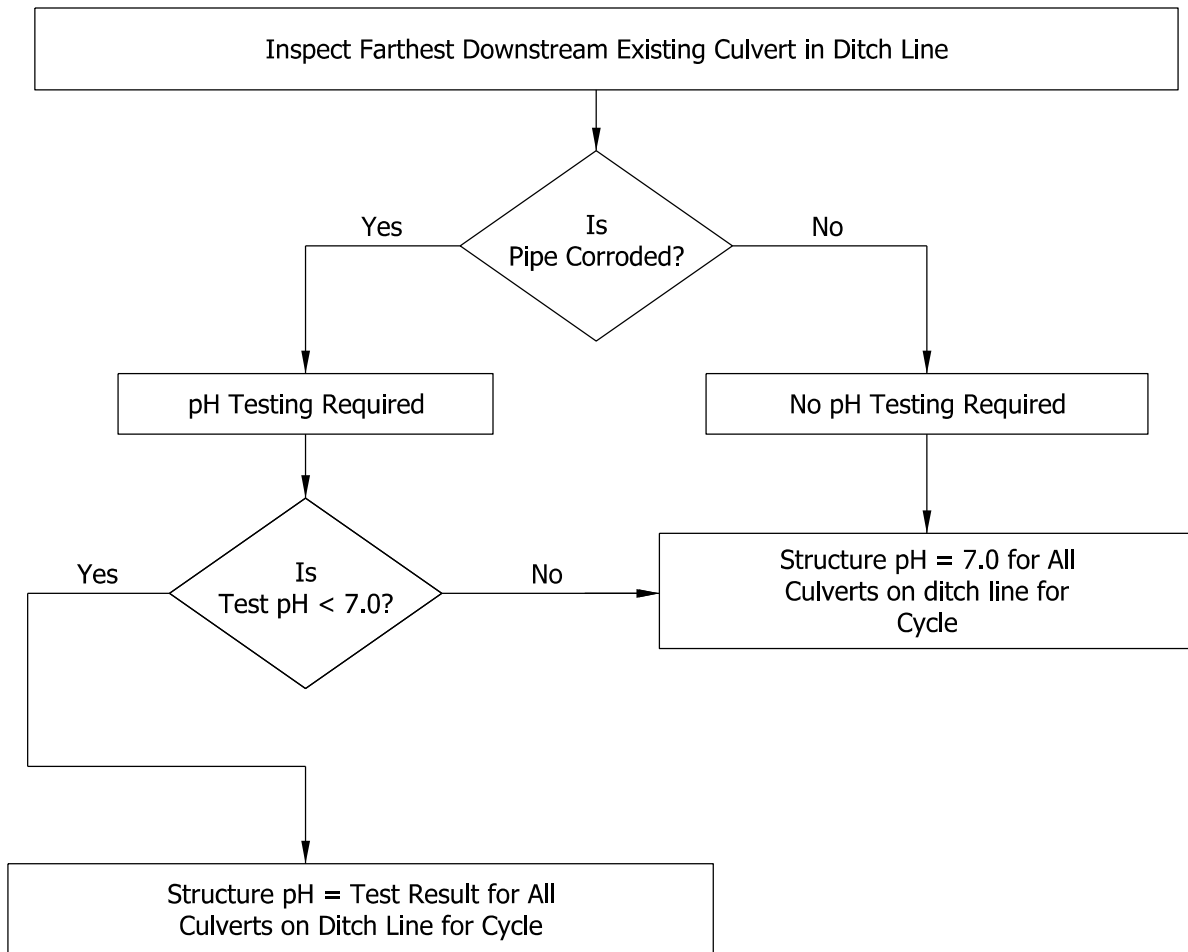 Inspect Farthest Downstream Existing Culvert in Ditch Line
Is
Pipe Corroded?
Yes
No
pH Testing Required
No pH Testing Required
Is
Test pH < 7.0?
Yes
No
Structure pH = 7.0 for All
Culverts on ditch line for
Cycle
Structure pH = Test Result for All
Culverts on Ditch Line for Cycle